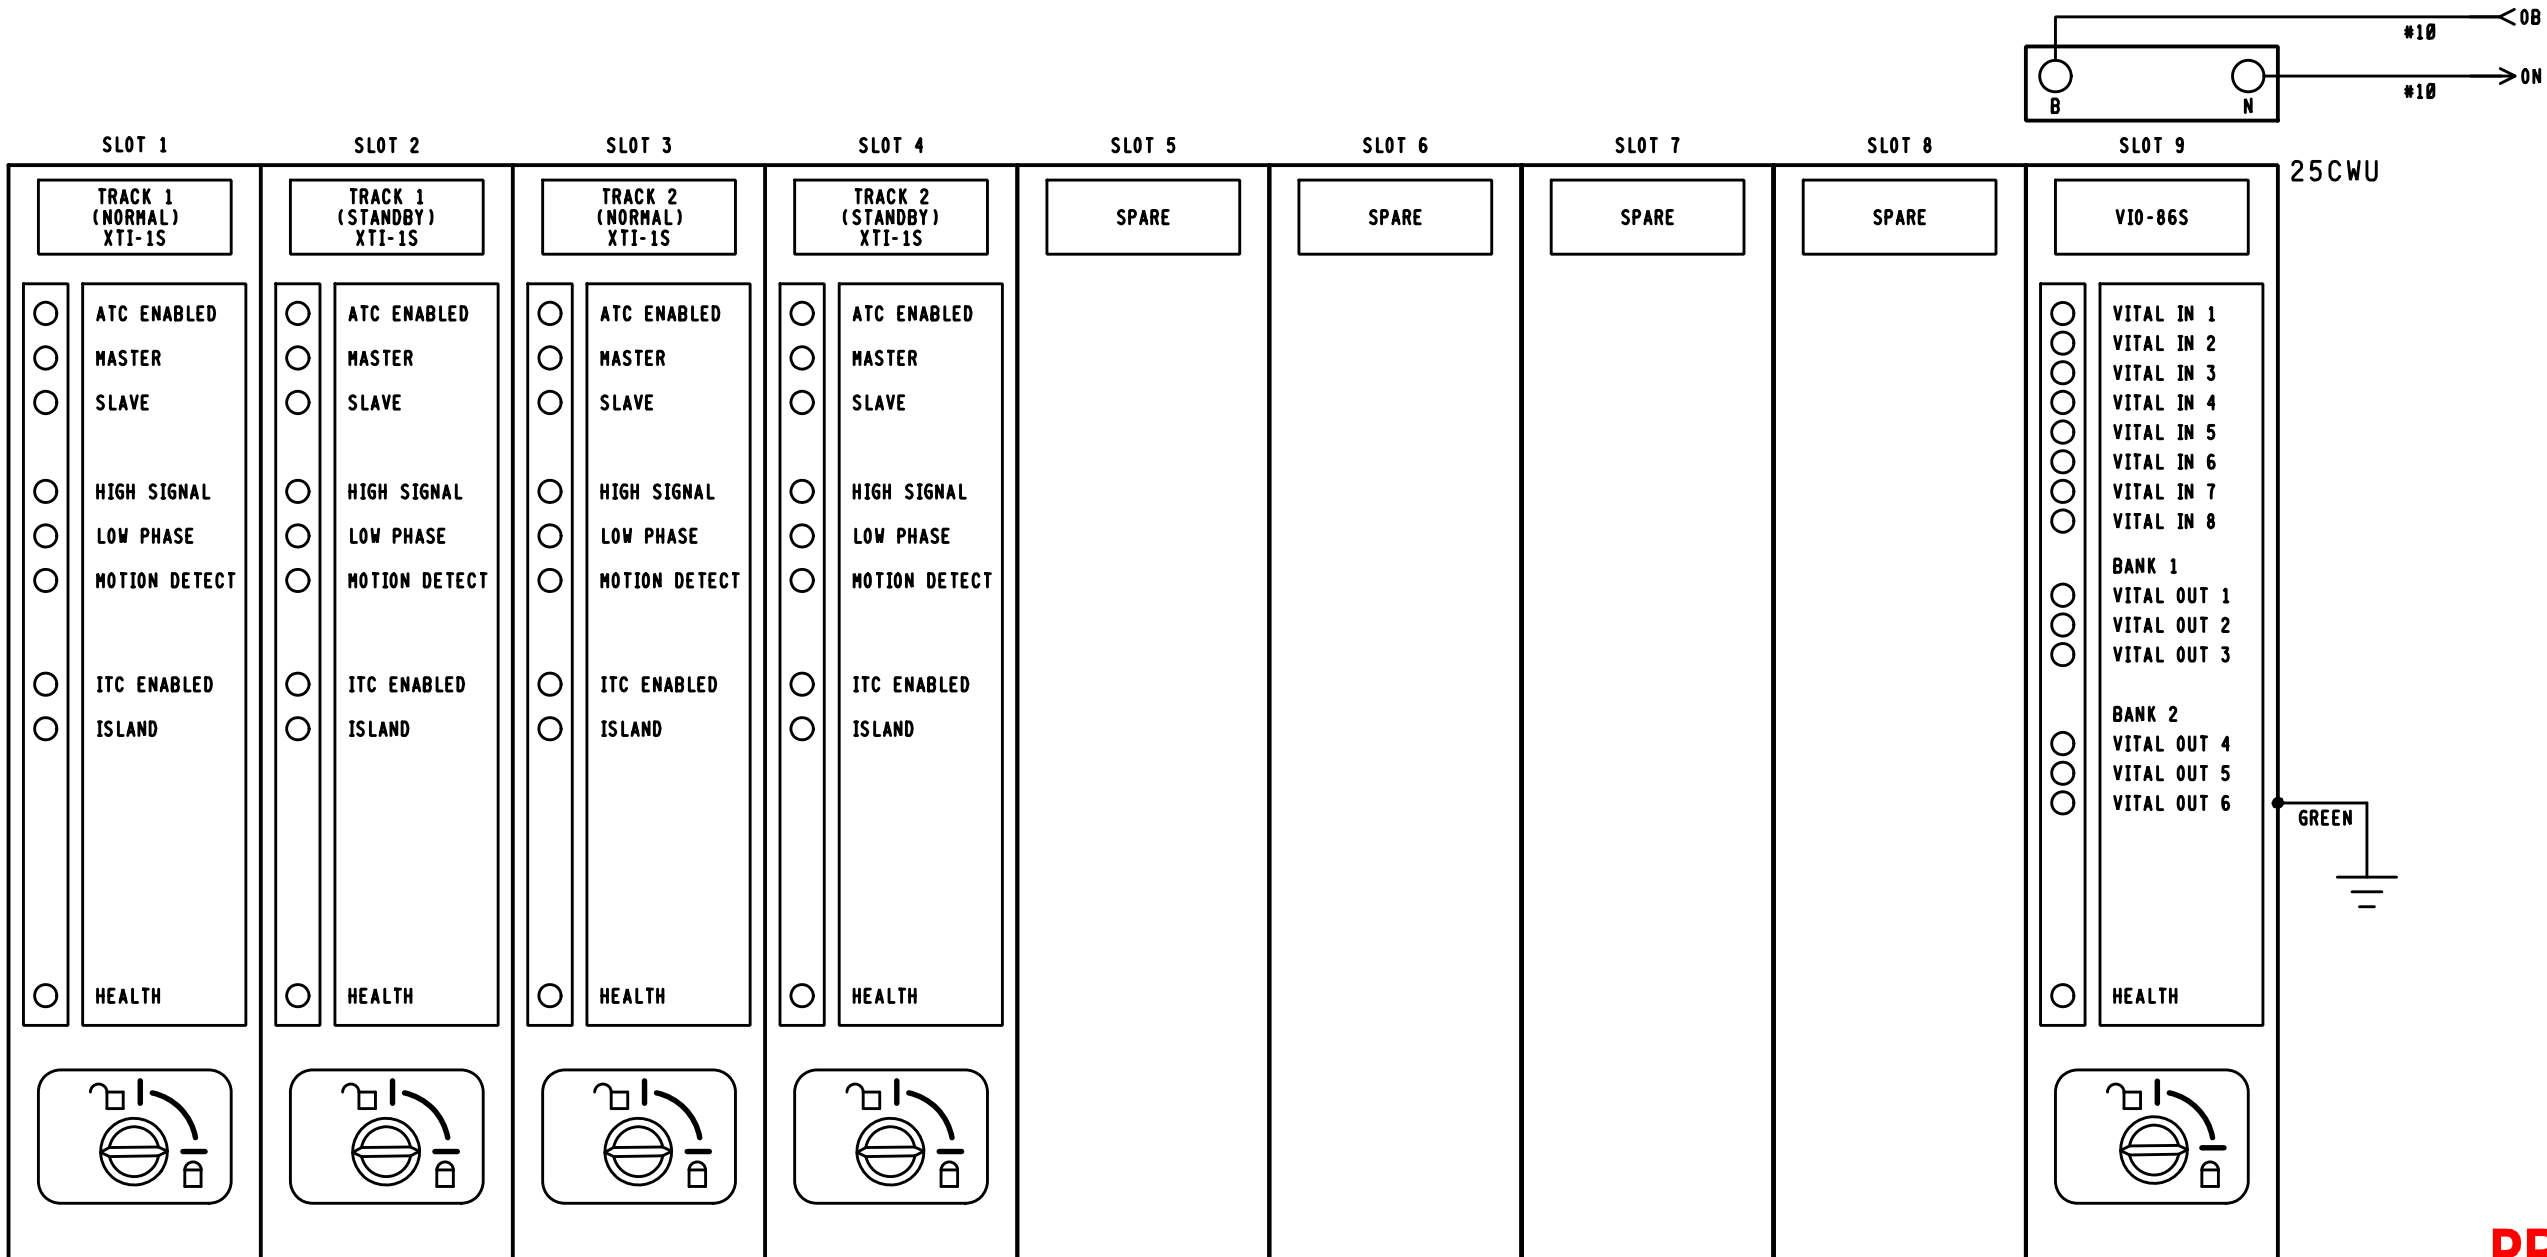 OB
#10
ON
#10
B
N
SLOT 1
SLOT 2
SLOT 3
SLOT 4
SLOT 5
SLOT 6
SLOT 7
SLOT 8
SLOT 9
25CWU
TRACK 1
(NORMAL)
XTI-1S
TRACK 1
(STANDBY)
XTI-1S
TRACK 2
(NORMAL)
XTI-1S
TRACK 2
(STANDBY)
XTI-1S
SPARE
SPARE
SPARE
SPARE
VIO-86S
ATC ENABLED
MASTER
SLAVE
HIGH SIGNAL
LOW PHASE
MOTION DETECT
ITC ENABLED
ISLAND
HEALTH
ATC ENABLED
MASTER
SLAVE
HIGH SIGNAL
LOW PHASE
MOTION DETECT
ITC ENABLED
ISLAND
HEALTH
ATC ENABLED
MASTER
SLAVE
HIGH SIGNAL
LOW PHASE
MOTION DETECT
ITC ENABLED
ISLAND
HEALTH
ATC ENABLED
MASTER
SLAVE
HIGH SIGNAL
LOW PHASE
MOTION DETECT
ITC ENABLED
ISLAND
HEALTH
VITAL IN 1
VITAL IN 2
VITAL IN 3
VITAL IN 4
VITAL IN 5
VITAL IN 6
VITAL IN 7
VITAL IN 8
BANK 1
VITAL OUT 1
VITAL OUT 2
VITAL OUT 3
BANK 2
VITAL OUT 4
VITAL OUT 5
VITAL OUT 6
HEALTH
GREEN